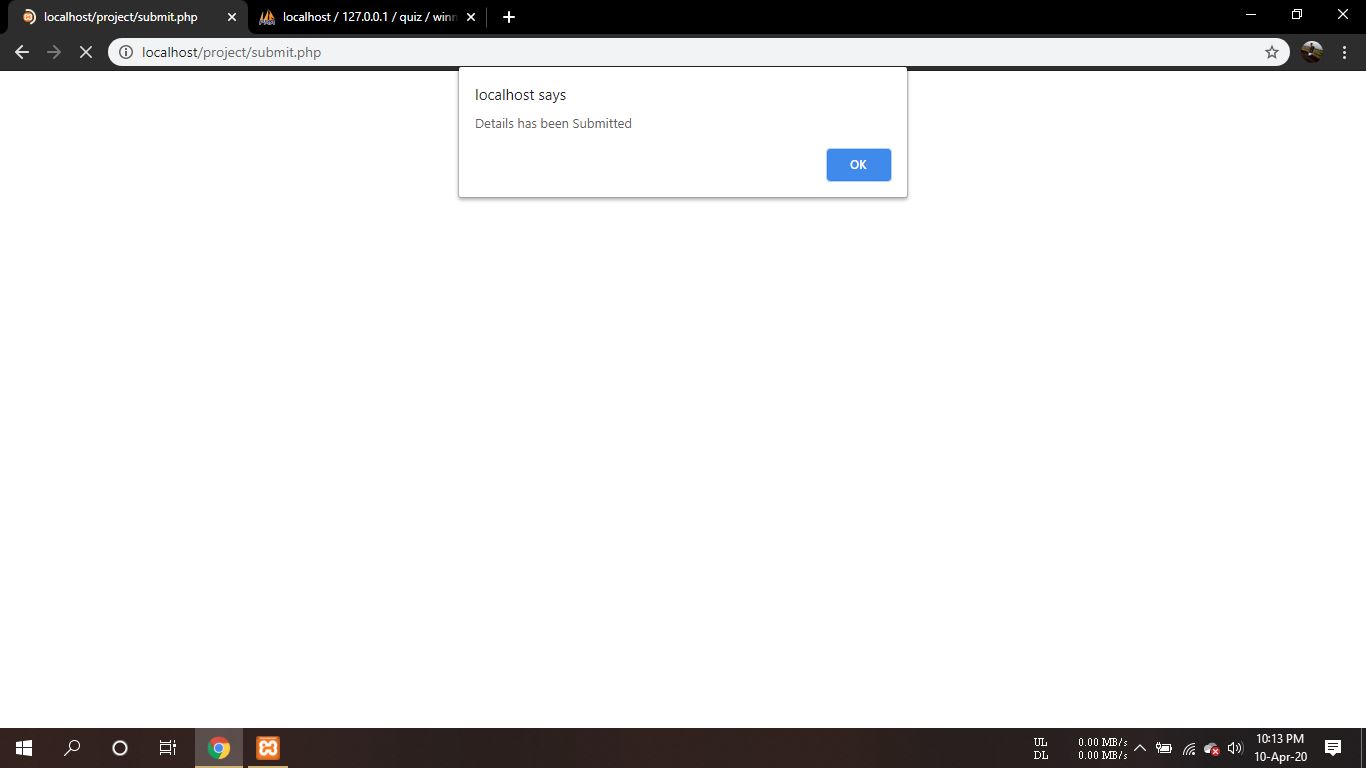 localhost/project/submit.php
localhost / 127.0.0.1 / quiz / winn
localhost/project/submit.php
localhost says
Details has been Submitted
OK
UL 0.00 MB/s
DL 0.00 MB/s
10:13 PM
10-Apr-20